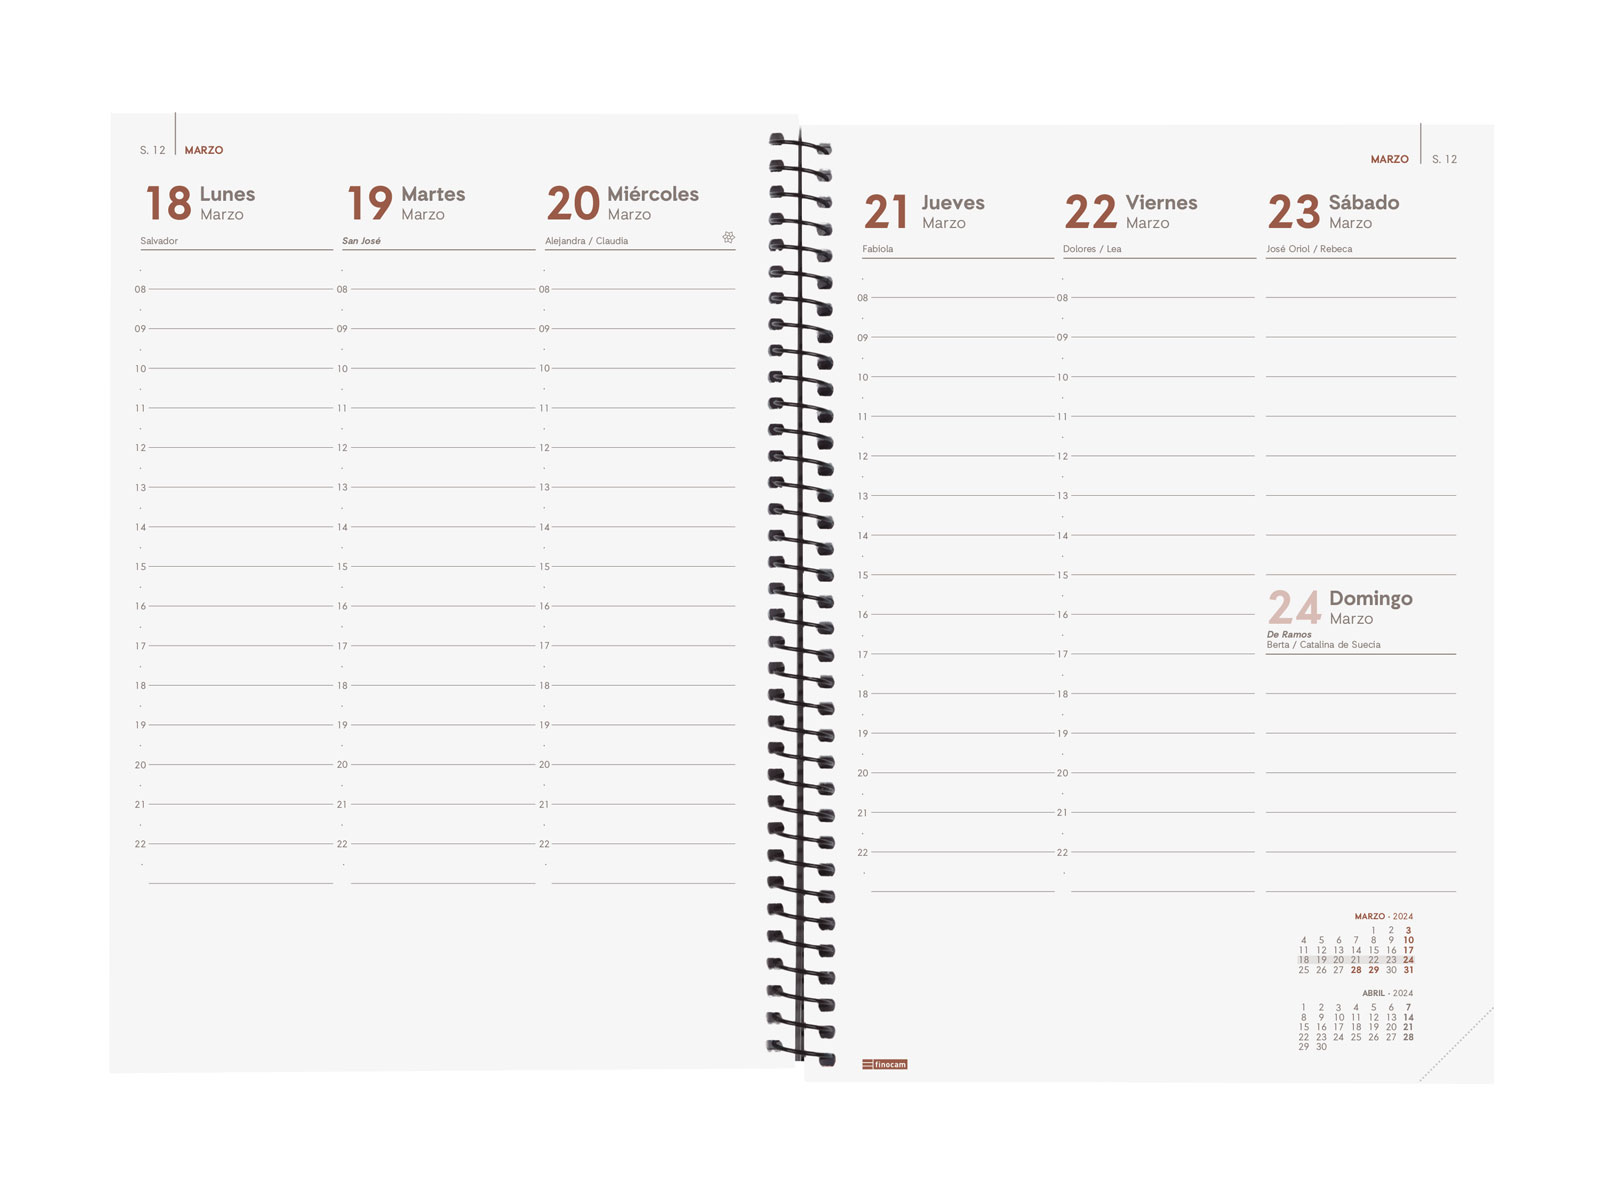 S. 12 MARZO
18 Lunes
Marzo
Salvador
08
09
10
11
12
13
14
15
16
17
18
19
20
21
22
19 Martes
Marzo
San José
08
09
10
11
12
13
14
15
16
17
18
19
20
21
22
20 Miércoles
Marzo
Alejandra / Claudia
08
09
10
11
12
13
14
15
16
17
18
19
20
21
22
MARZO S. 12
21 Jueves
Marzo
Fabiola
08
09
10
11
12
13
14
15
16
17
18
19
20
21
22
22 Viernes
Marzo
Dolores / Lea
08
09
10
11
12
13
14
15
16
17
18
19
20
21
22
23 Sábado
Marzo
José Oriol / Rebeca
24 Domingo
Marzo
De Ramos
Berta / Catalina de Suecia
MARZO - 2024
1 2 3
4 5 6 7 8 9 10
11 12 13 14 15 16 17
18 19 20 21 22 23 24
25 26 27 28 29 30 31
ABRIL - 2024
1 2 3 4 5 6 7
8 9 10 11 12 13 14
15 16 17 18 19 20 21
22 23 24 25 26 27 28
29 30
finocam